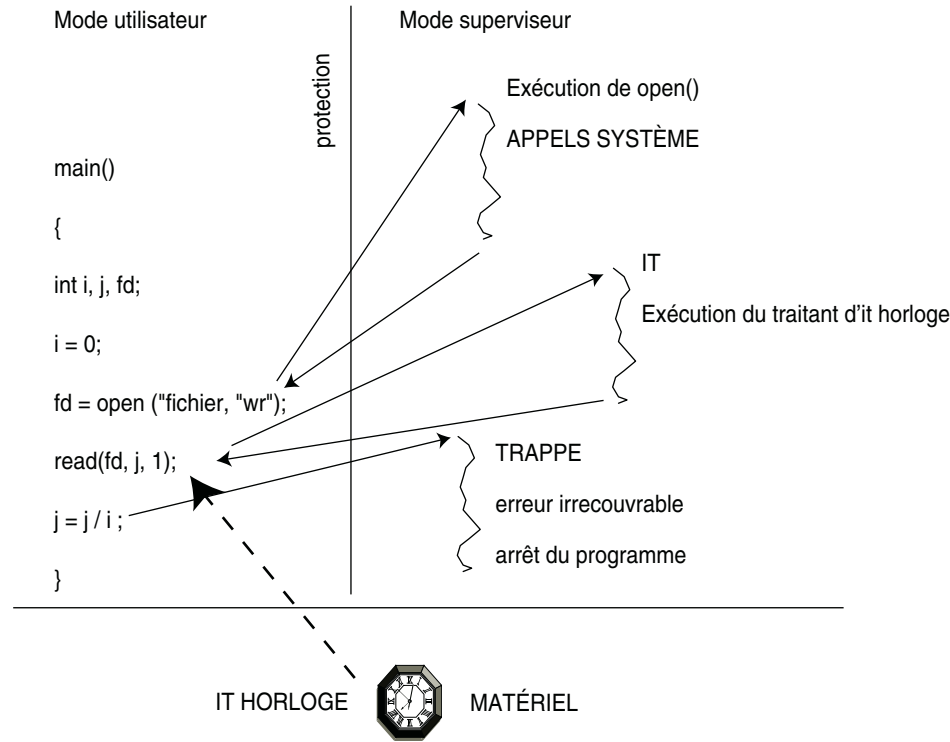 Mode utilisateur
Mode superviseur
protection
Exécution de open()
APPELS SYSTÈME
main()
{
int i, j, fd;
i = 0;
fd = open ("fichier, "wr");
read(fd, j, 1);
j = j / i ;
}
IT
Exécution du traitant d'it horloge
TRAPPE
erreur irrecouvrable
arrêt du programme
IT HORLOGE
MATÉRIEL